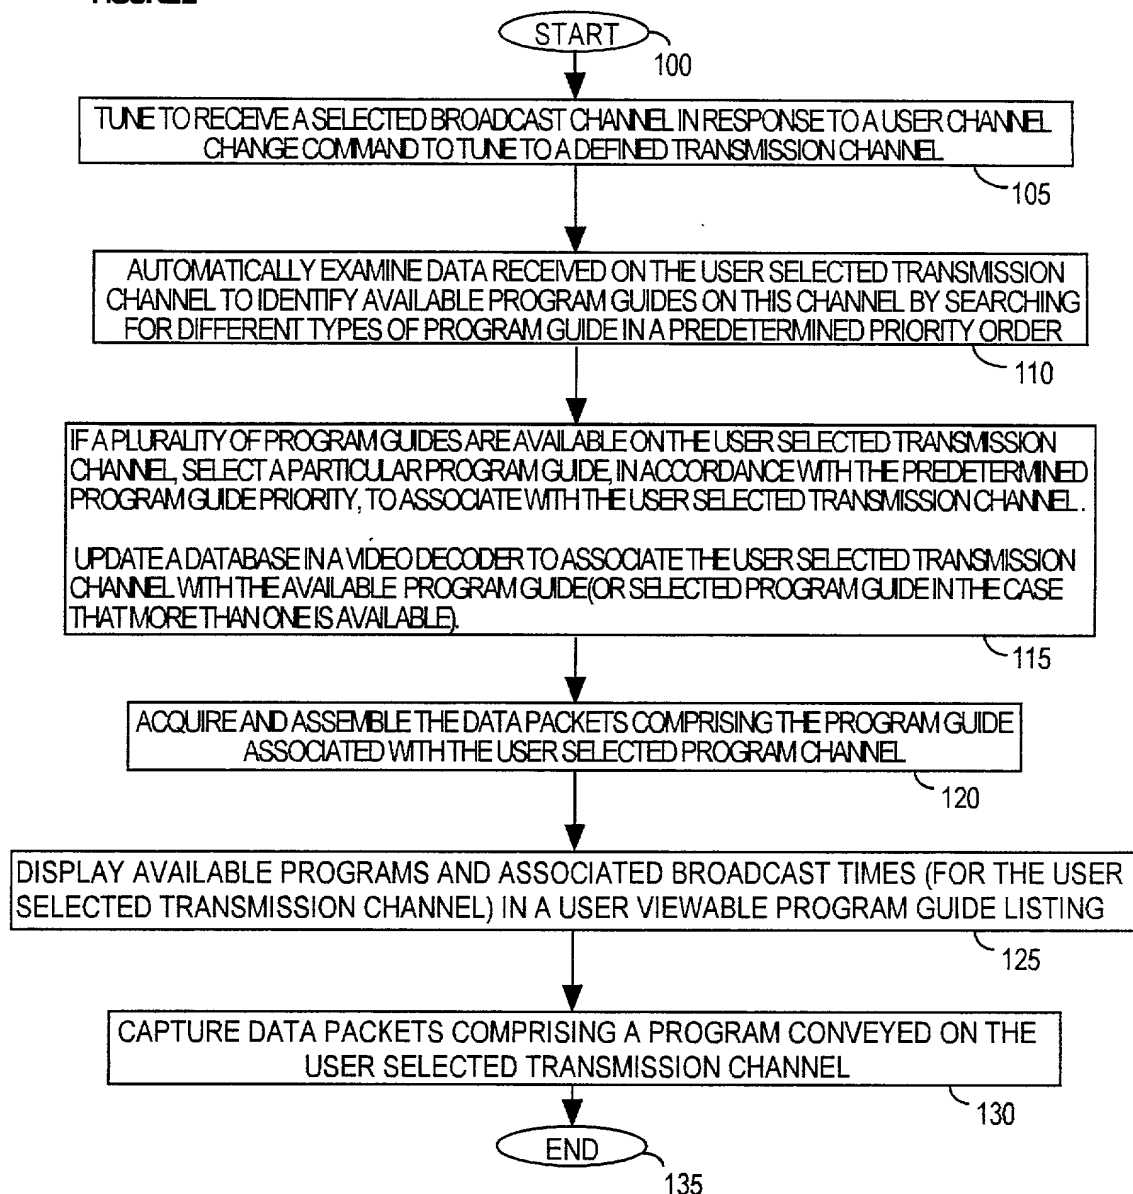 START
100
TUNE TO RECEIVE A SELECTED BROADCAST CHANNEL IN RESPONSE TO A USER CHANNEL
CHANGE COMMAND TO TUNE TO A DEFINED TRANSMISSION CHANNEL
105
AUTOMATICALLY EXAMINE DATA RECEIVED ON THE USER SELECTED TRANSMISSION
CHANNEL TO IDENTIFY AVAILABLE PROGRAM GUIDES ON THIS CHANNEL BY SEARCHING
FOR DIFFERENT TYPES OF PROGRAM GUIDE IN A PREDETERMINED PRIORITY ORDER
110
IF A PLURALITY OF PROGRAM GUIDES ARE AVAILABLE ON THE USER SELECTED TRANSMISSION
CHANNEL, SELECT A PARTICULAR PROGRAM GUIDE, IN ACCORDANCE WITH THE PREDETERMINED
PROGRAM GUIDE PRIORITY, TO ASSOCIATE WITH THE USER SELECTED TRANSMISSION CHANNEL.
UPDATE A DATABASE IN A VIDEO DECODER TO ASSOCIATE THE USER SELECTED TRANSMISSION
CHANNEL WITH THE AVAILABLE PROGRAM GUIDE (OR SELECTED PROGRAM GUIDE IN THE CASE
THAT MORE THAN ONE IS AVAILABLE).
115
ACQUIRE AND ASSEMBLE THE DATA PACKETS COMPRISING THE PROGRAM GUIDE
ASSOCIATED WITH THE USER SELECTED PROGRAM CHANNEL
120
DISPLAY AVAILABLE PROGRAMS AND ASSOCIATED BROADCAST TIMES (FOR THE USER
SELECTED TRANSMISSION CHANNEL) IN A USER VIEWABLE PROGRAM GUIDE LISTING
125
CAPTURE DATA PACKETS COMPRISING A PROGRAM CONVEYED ON THE
USER SELECTED TRANSMISSION CHANNEL
130
END
135